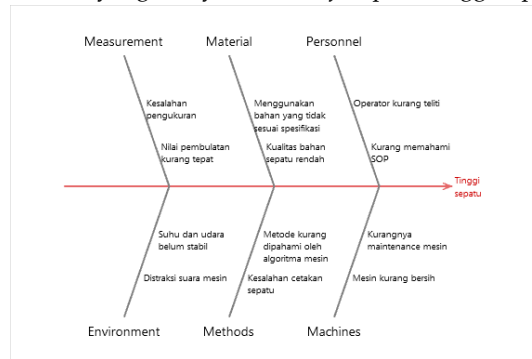 Measurement
Material
Personnel
Kesalahan
pengukuran
Menggunakan
bahan yang tidak
sesuai spesifikasi
Operator kurang teliti
Nilai pembulatan
kurang tepat
Kualitas bahan
sepatu rendah
Kurang memahami
SOP
Tinggi
sepatu
Suhu dan udara
belum stabil
Metode kurang
dipahami oleh
algoritma mesin
Kurangnya
maintenance mesin
Distraksi suara mesin
Kesalahan cetakan
sepatu
Mesin kurang bersih
Environment
Methods
Machines